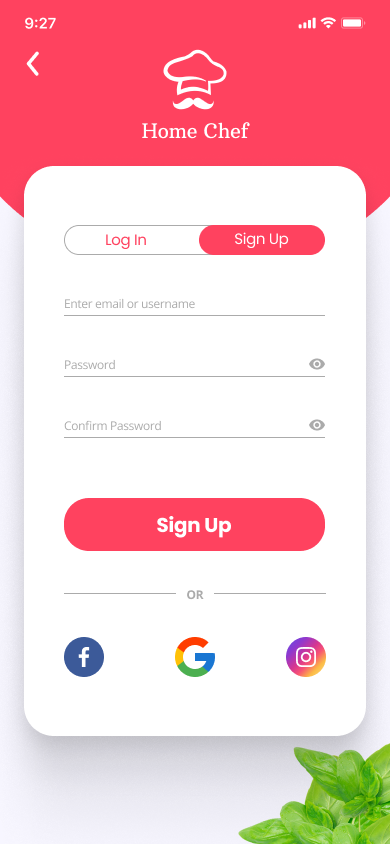 9:27
Home Chef
Log In
Sign Up
Enter email or username
Password
Confirm Password
Sign Up
OR